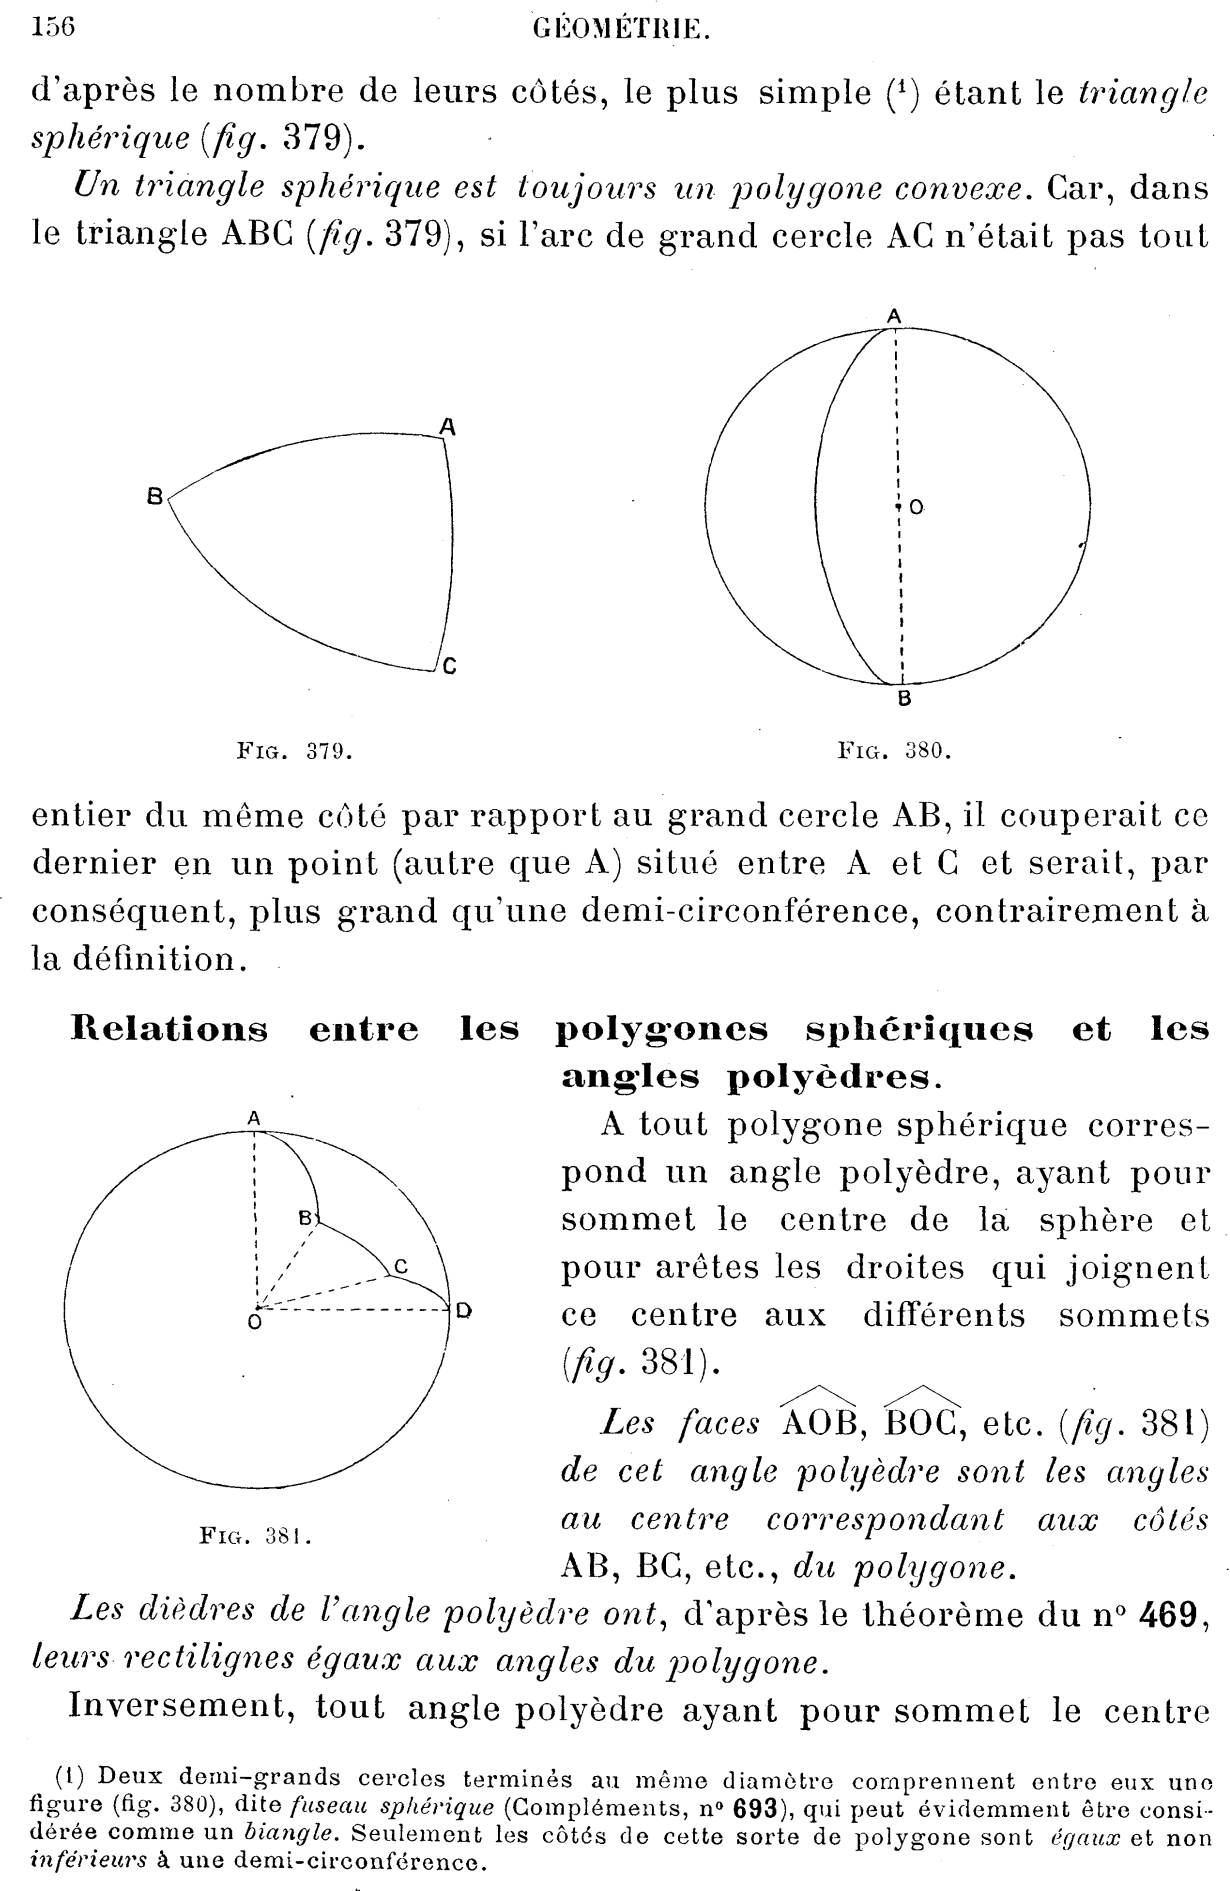 156
GÉOMÉTRIE.
d'après le nombre de leurs côtés, le plus simple (¹) étant le triangle
sphérique (fig. 379).
Un triangle sphérique est toujours un polygone convexe. Car, dans
le triangle ABC (fig. 379), si l'arc de grand cercle AC n'était pas tout
A
B
C
FIG. 379.
A
O
B
FIG. 380.
entier du même côté par rapport au grand cercle AB, il couperait ce
dernier en un point (autre que A) situé entre A et C et serait, par
conséquent, plus grand qu'une demi-circonférence, contrairement à
la définition.
Relations entre les polygones sphériques et les
angles polyèdres.
A
B
C
O
D
FIG. 381.
A tout polygone sphérique corres-
pond un angle polyèdre, ayant pour
sommet le centre de la sphère et
pour arêtes les droites qui joignent
ce centre aux différents sommets
(fig. 381).
Les faces AOB, BOC, etc. (fig. 381)
de cet angle polyèdre sont les angles
au centre correspondant aux côtés
AB, BC, etc., du polygone.
Les dièdres de l'angle polyèdre ont, d'après le théorème du n° 469,
leurs rectilignes égaux aux angles du polygone.
Inversement, tout angle polyèdre ayant pour sommet le centre
(1) Deux demi-grands cercles terminés au même diamètre comprennent entre eux une
figure (fig. 380), dite fuseau sphérique (Compléments, n° 693), qui peut évidemment être consi-
dérée comme un biangle. Seulement les côtés de cette sorte de polygone sont égaux et non
inférieurs à une demi-circonférence.